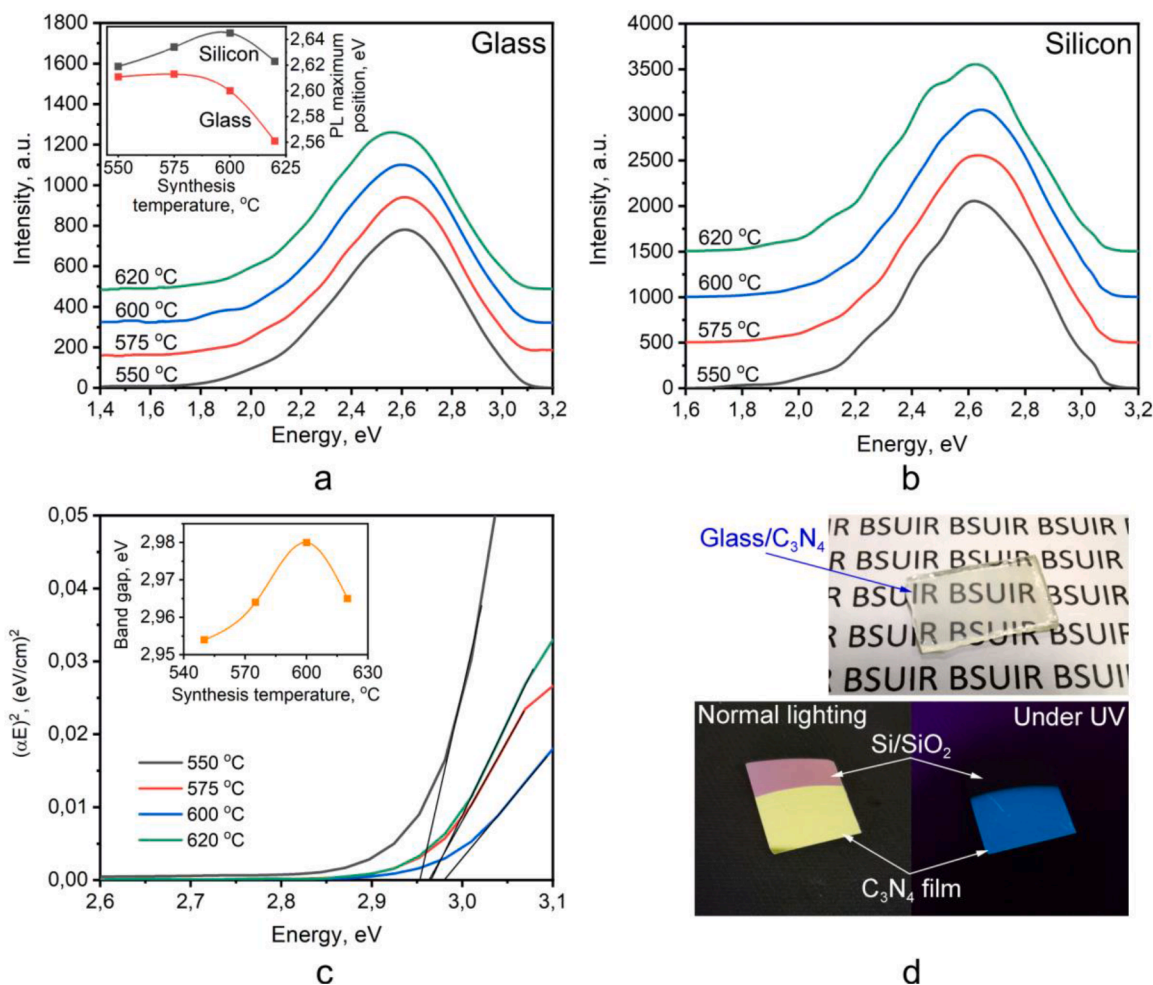 Glass
1800
1600
1400
1200
1000
800
600
400
200
0
Intensity, a.u.
620 °C
600 °C
575 °C
550 °C
1,4 1,6 1,8 2,0 2,2 2,4 2,6 2,8 3,0 3,2
Energy, eV
Silicon
Glass
2,64
2,62
2,60
2,58
2,56
PL maximum
position, eV
550 575 600 625
Synthesis
temperature, °C
a
Silicon
4000
3500
3000
2500
2000
1500
1000
500
0
Intensity, a.u.
620 °C
600 °C
575 °C
550 °C
1,6 1,8 2,0 2,2 2,4 2,6 2,8 3,0 3,2
Energy, eV
b
0,05
0,04
0,03
0,02
0,01
0,00
(αE)², (eV/cm)²
2,98
2,97
2,96
2,95
Band gap, eV
540 570 600 630
Synthesis temperature, °C
550 °C
575 °C
600 °C
620 °C
2,6 2,7 2,8 2,9 3,0 3,1
Energy, eV
c
Glass/C₃N₄
BSUIR BSUIR BSUIR
BSUIR BSUIR
IR BSUIR BSUIR
BSUIR BSUIR
R BSUIR BSUIR BSUIR
Normal lighting
Under UV
Si/SiO₂
C₃N₄ film
d